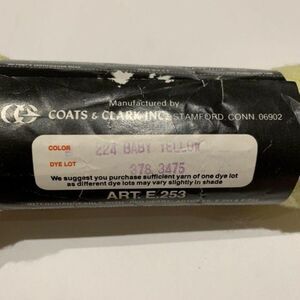 Manufactured by
COATS & CLARK INC. STAMFORD, CONN. 06902
COLOR 224 BABY YELLOW
DYE LOT 378 3475
We suggest you purchase sufficient yarn of one dye lot
as different dye lots may vary slightly in shade
ART. E.253